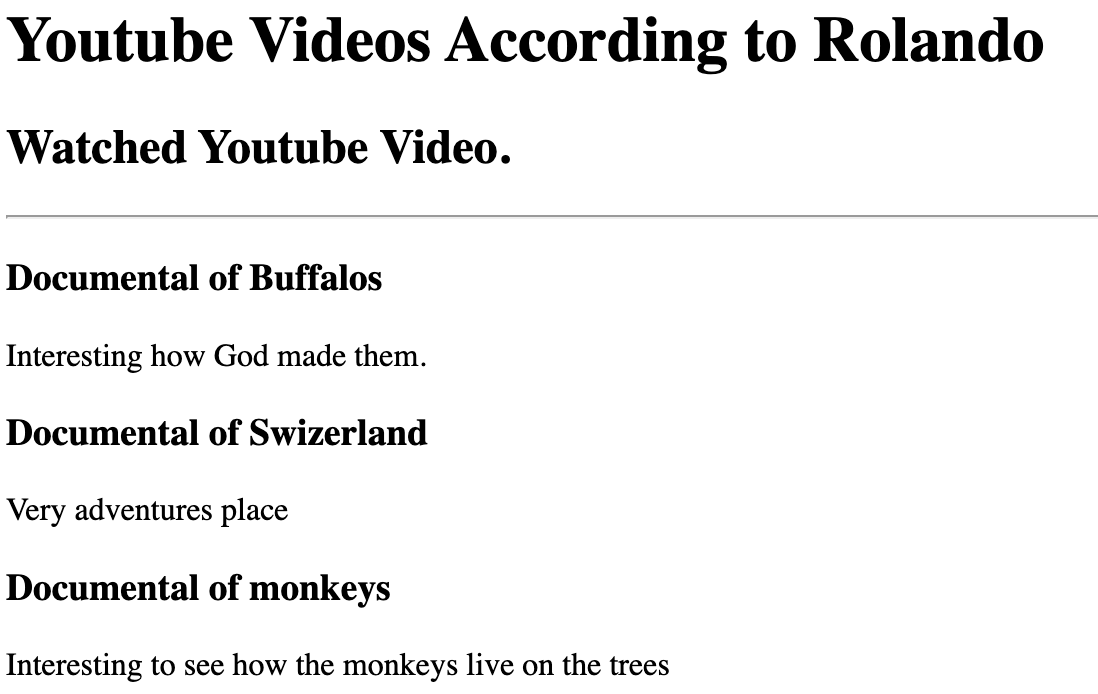 Youtube Videos According to Rolando
Watched Youtube Video.
Documental of Buffalos
Interesting how God made them.
Documental of Swizerland
Very adventures place
Documental of monkeys
Interesting to see how the monkeys live on the trees